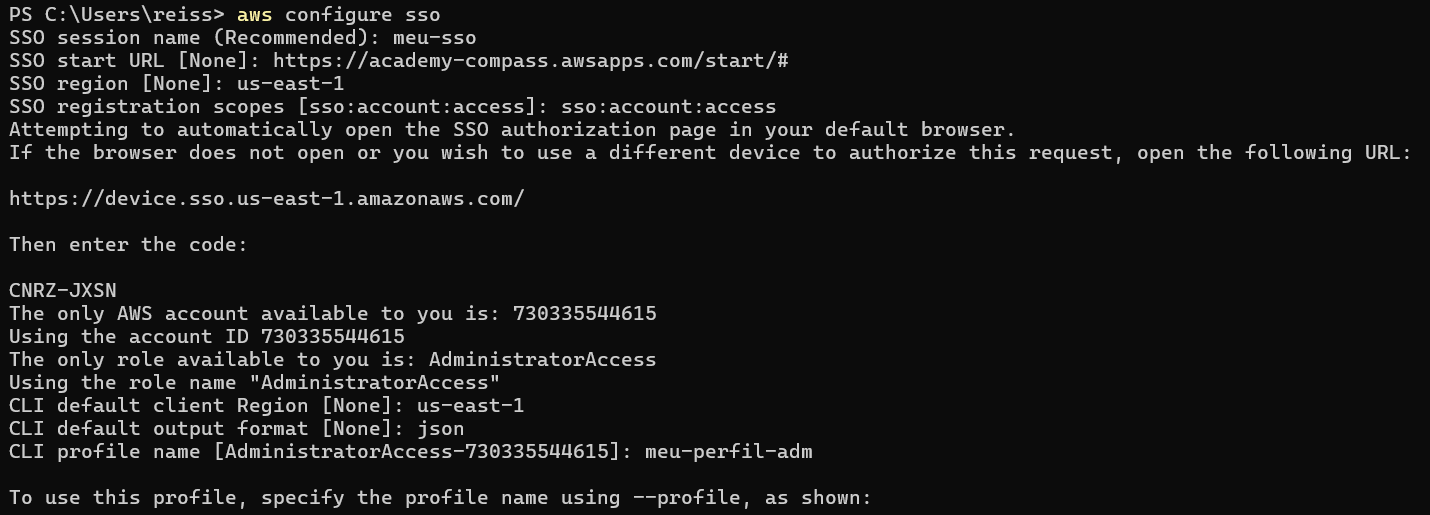 PS C:\Users\reiss> aws configure sso
SSO session name (Recommended): meu-sso
SSO start URL [None]: https://academy-compass.awsapps.com/start/#
SSO region [None]: us-east-1
SSO registration scopes [sso:account:access]: sso:account:access
Attempting to automatically open the SSO authorization page in your default browser.
If the browser does not open or you wish to use a different device to authorize this request, open the following URL:
https://device.sso.us-east-1.amazonaws.com/
Then enter the code:
CNRZ-JXSN
The only AWS account available to you is: 730335544615
Using the account ID 730335544615
The only role available to you is: AdministratorAccess
Using the role name "AdministratorAccess"
CLI default client Region [None]: us-east-1
CLI default output format [None]: json
CLI profile name [AdministratorAccess-730335544615]: meu-perfil-adm
To use this profile, specify the profile name using --profile, as shown: